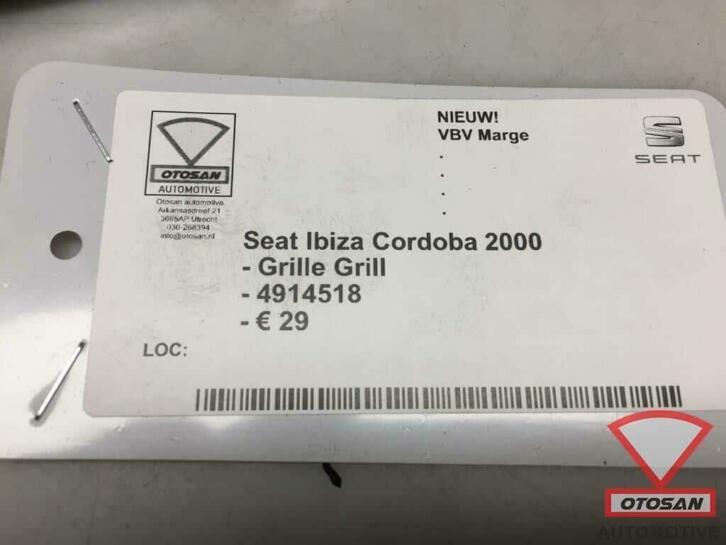 OTOSAN
AUTOMOTIVE
Otosan automotive
Arkansasdreef 21
3565AP Utrecht
030-268394
info@otosan.nl
NIEUW!
VBV Marge
SEAT
Seat Ibiza Cordoba 2000
- Grille Grill
- 4914518
- € 29
LOC:
OTOSAN
AUTOMOTIVE